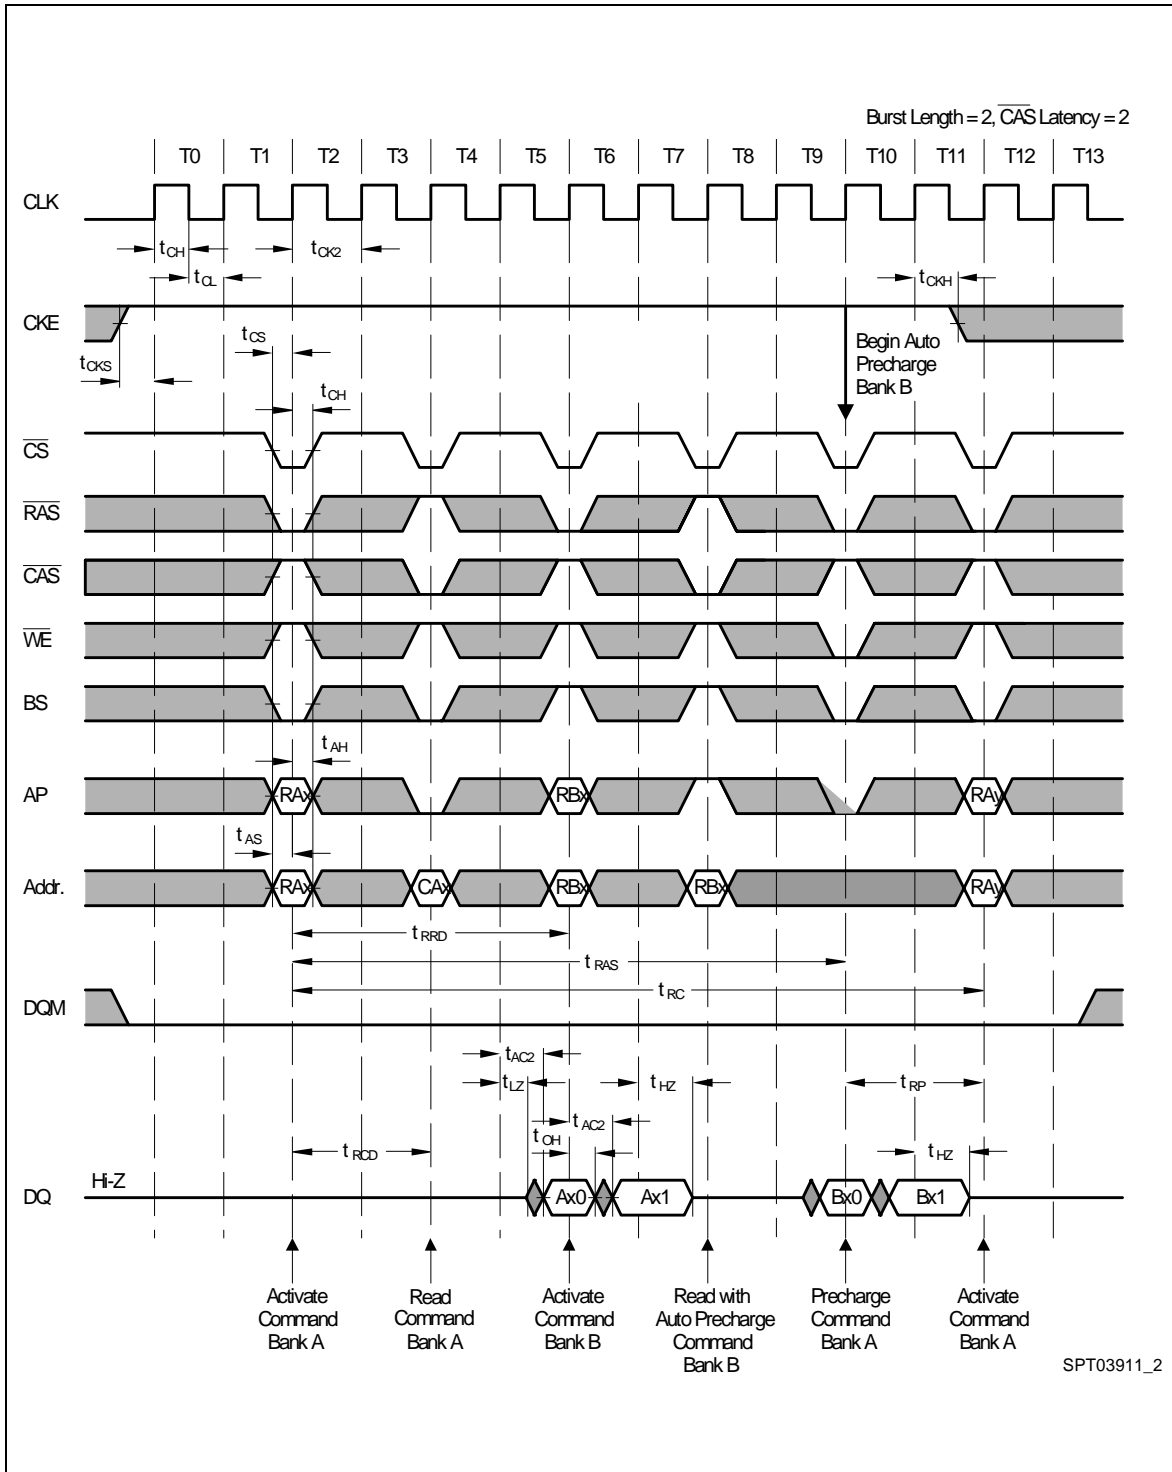 Burst Length = 2, CAS Latency = 2
T0 T1 T2 T3 T4 T5 T6 T7 T8 T9 T10 T11 T12 T13
CLK
tCH
tCK2
tCL
tCKH
CKE
tCS
Begin Auto
Precharge
Bank B
tCKS
tCH
CS
RAS
CAS
WE
BS
tAH
AP
RAx
RBx
RAy
tAS
Addr.
RAx
CAx
RBx
RBx
RAy
tRRD
tRAS
tRC
DQM
tAC2
tLZ
tHZ
tRP
tAC2
tOH
tRCD
tHZ
Hi-Z
DQ
Ax0
Ax1
Bx0
Bx1
Activate
Command
Bank A
Read
Command
Bank A
Activate
Command
Bank B
Read with
Auto Precharge
Command
Bank B
Precharge
Command
Bank A
Activate
Command
Bank A
SPT03911_2